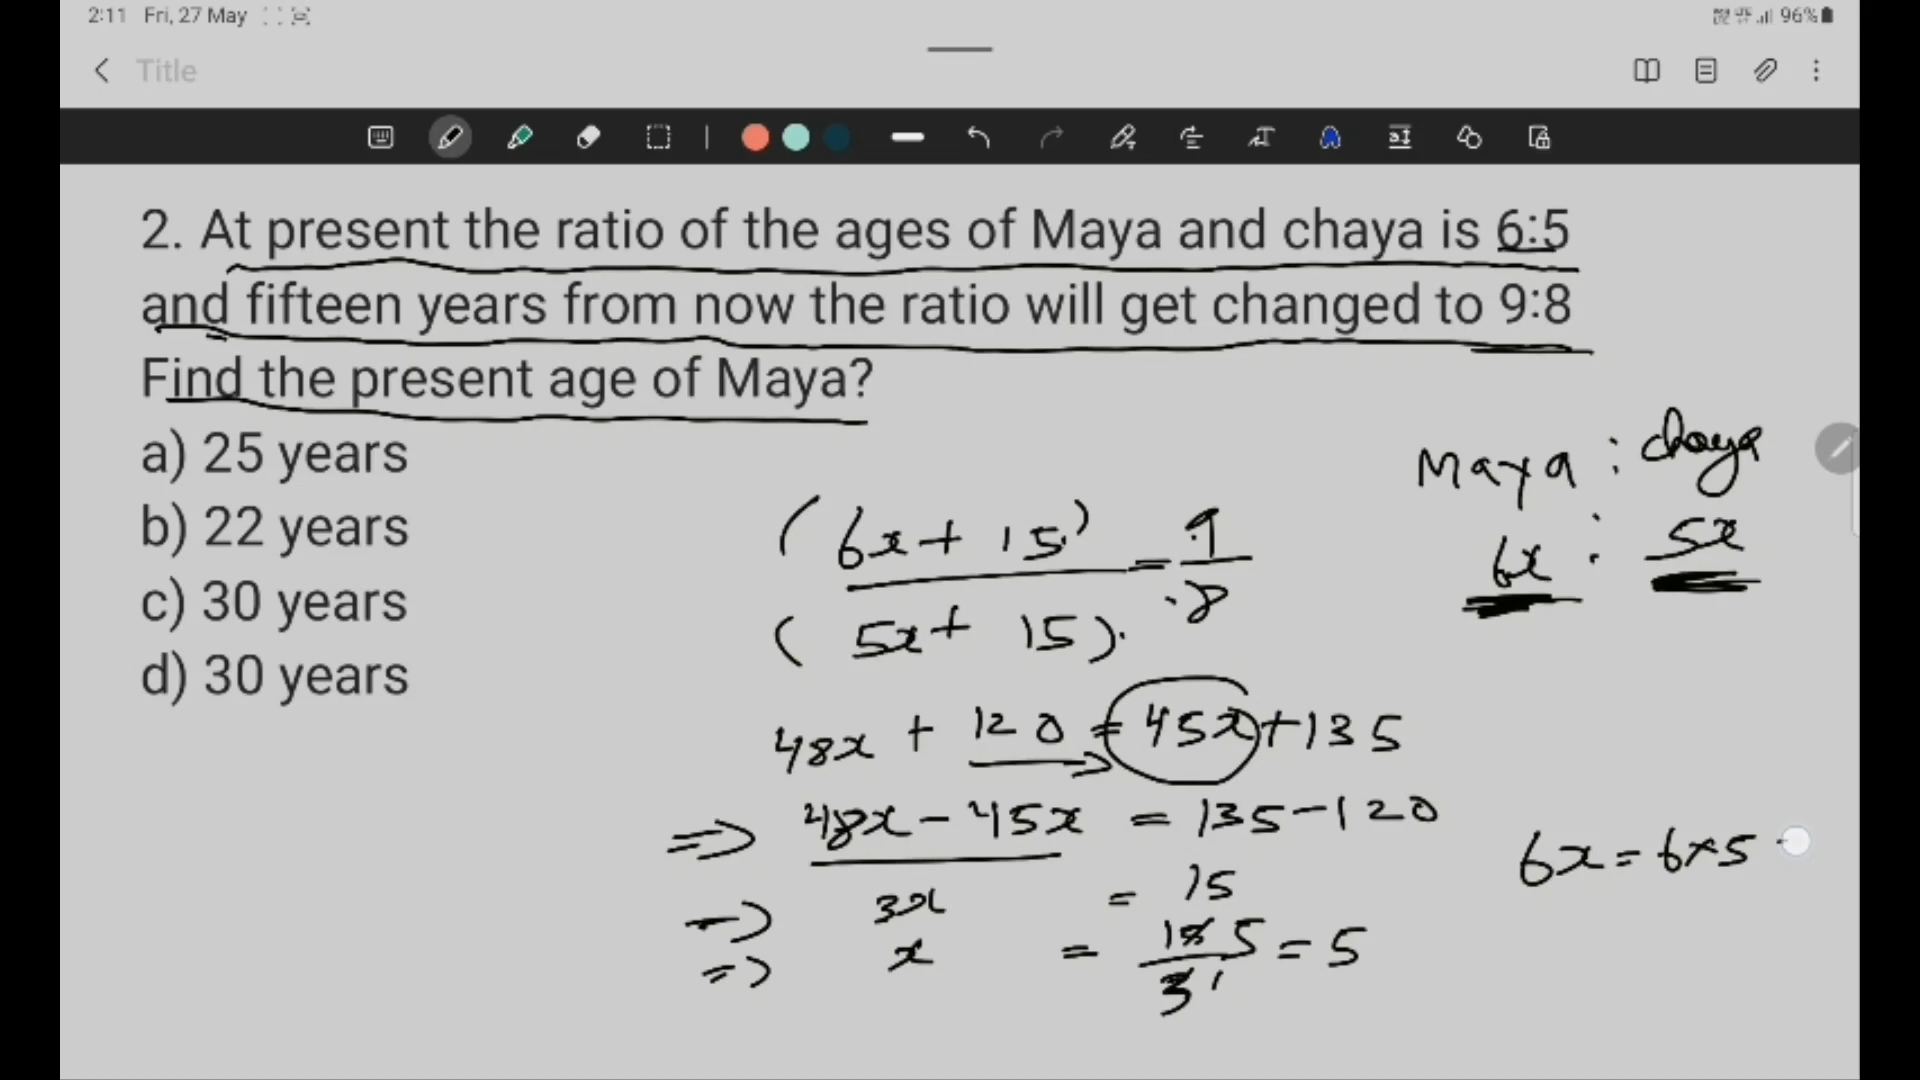 2:11 Fri, 27 May 96%
Title
2. At present the ratio of the ages of Maya and chaya is 6:5
and fifteen years from now the ratio will get changed to 9:8
Find the present age of Maya?
a) 25 years
b) 22 years
c) 30 years
d) 30 years
Maya : chaya
6x : 5x
(6x + 15) = 9
(5x + 15) 8
48x + 120 = 45x + 135
=> 48x - 45x = 135 - 120
=> 3x = 15
=> x = 15 5 = 5
3 1
6x = 6x5